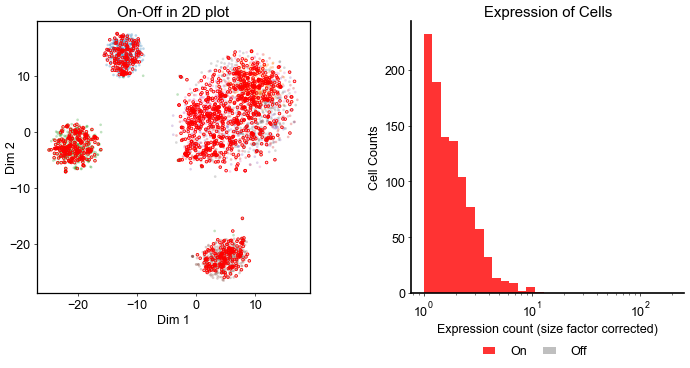 On-Off in 2D plot
10
0
−10
−20
Dim 2
−20 −10 0 10
Dim 1
Expression of Cells
200
150
100
50
0
Cell Counts
10^0 10^1 10^2
Expression count (size factor corrected)
On Off